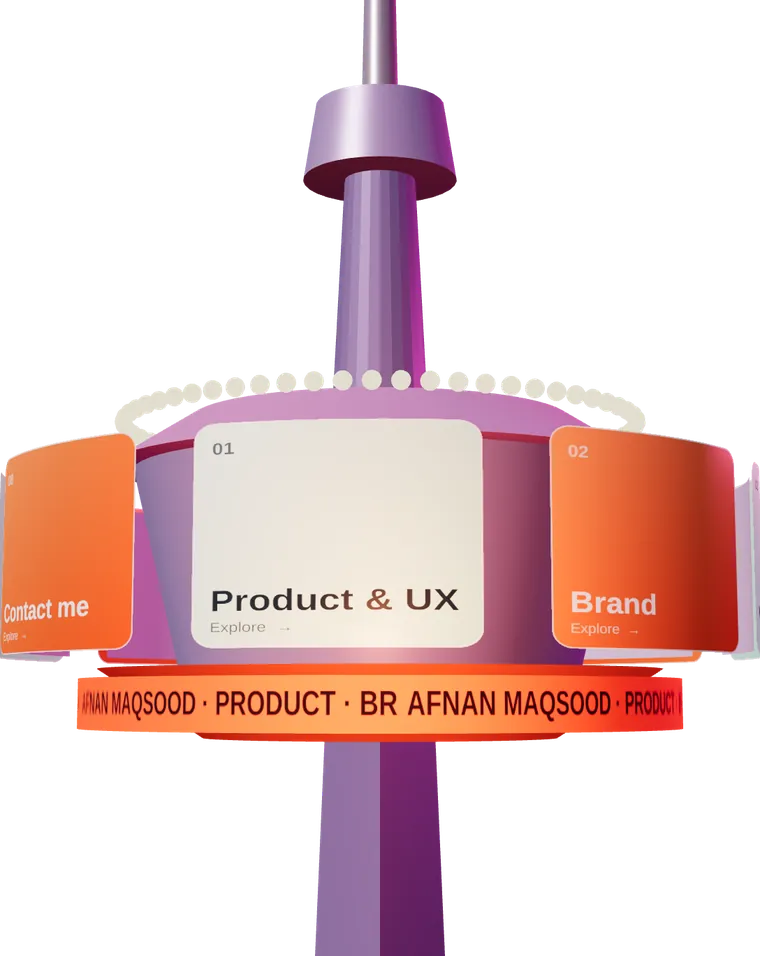 01
Product & UX
Explore →
02
Brand
Explore →
Contact me
Explore →
AFNAN MAQSOOD · PRODUCT · BR AFNAN MAQSOOD · PRODUCT